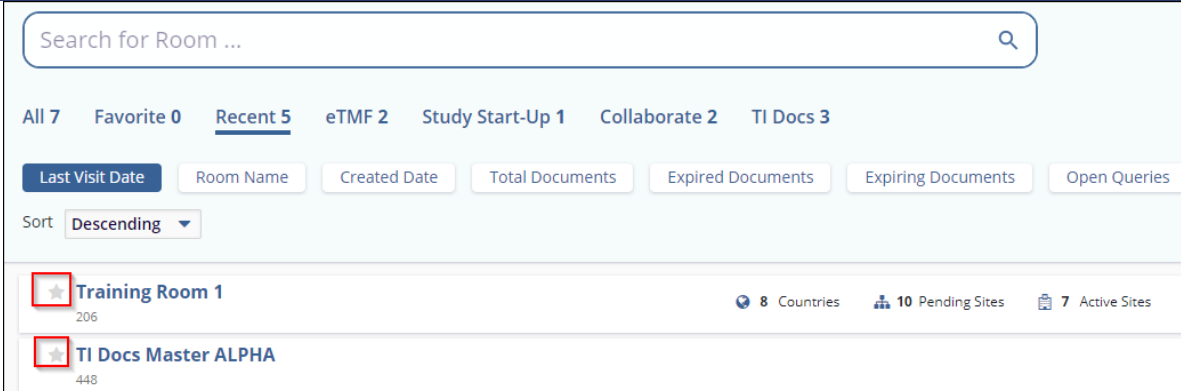 Search for Room ...
All 7 Favorite 0 Recent 5 eTMF 2 Study Start-Up 1 Collaborate 2 TI Docs 3
Last Visit Date Room Name Created Date Total Documents Expired Documents Expiring Documents Open Queries
Sort Descending
Training Room 1 8 Countries 10 Pending Sites 7 Active Sites
206
TI Docs Master ALPHA
448